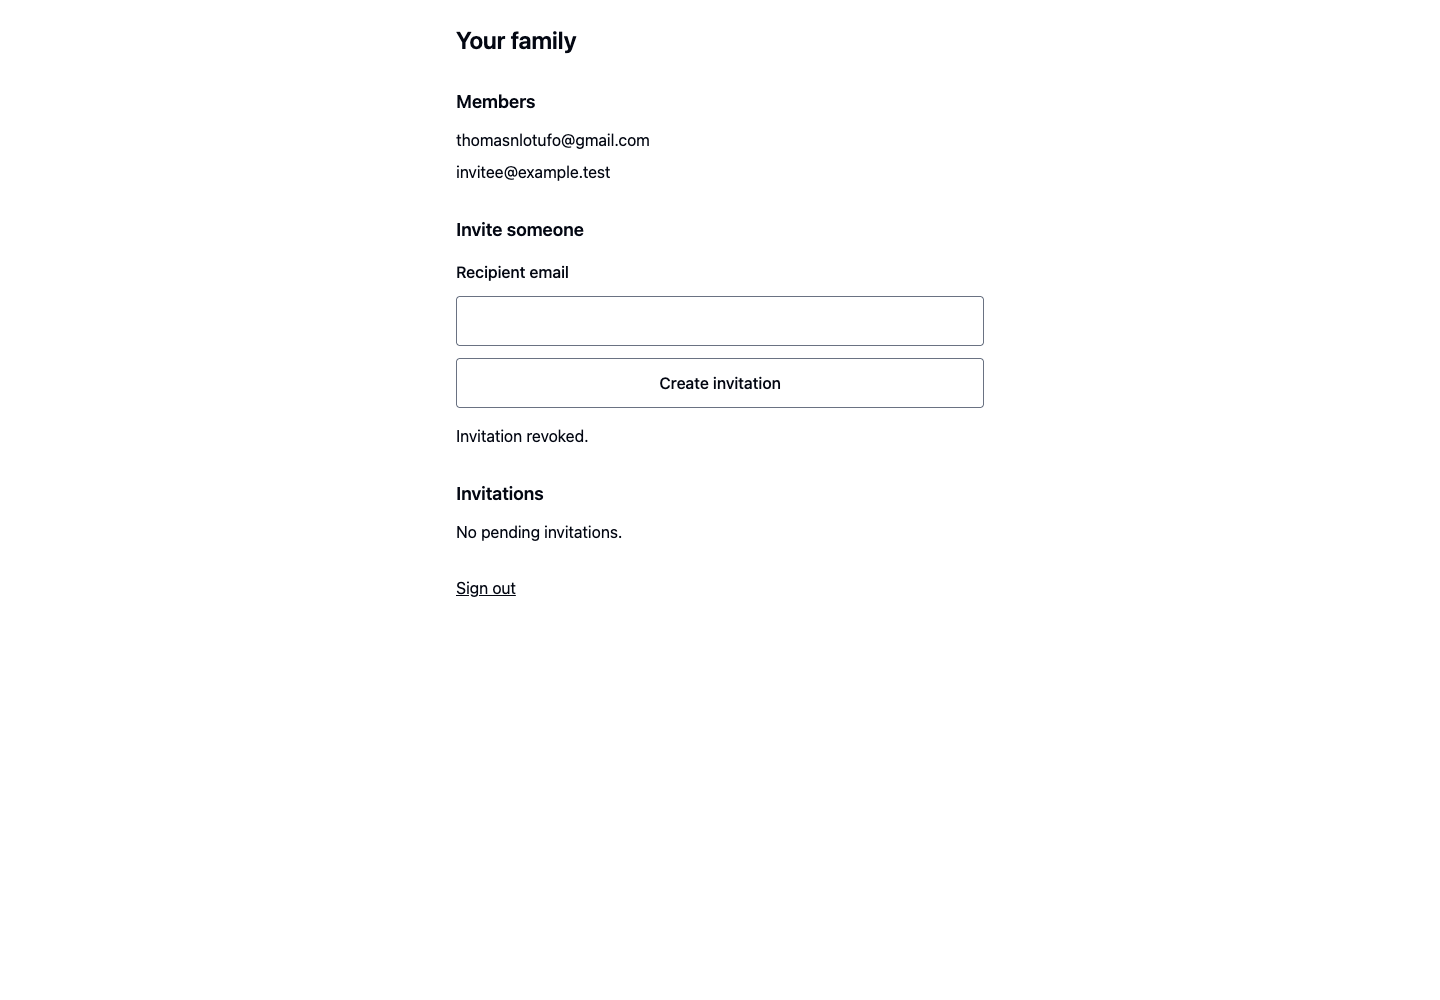 Your family
Members
thomasnlotufo@gmail.com
invitee@example.test
Invite someone
Recipient email
Create invitation
Invitation revoked.
Invitations
No pending invitations.
Sign out